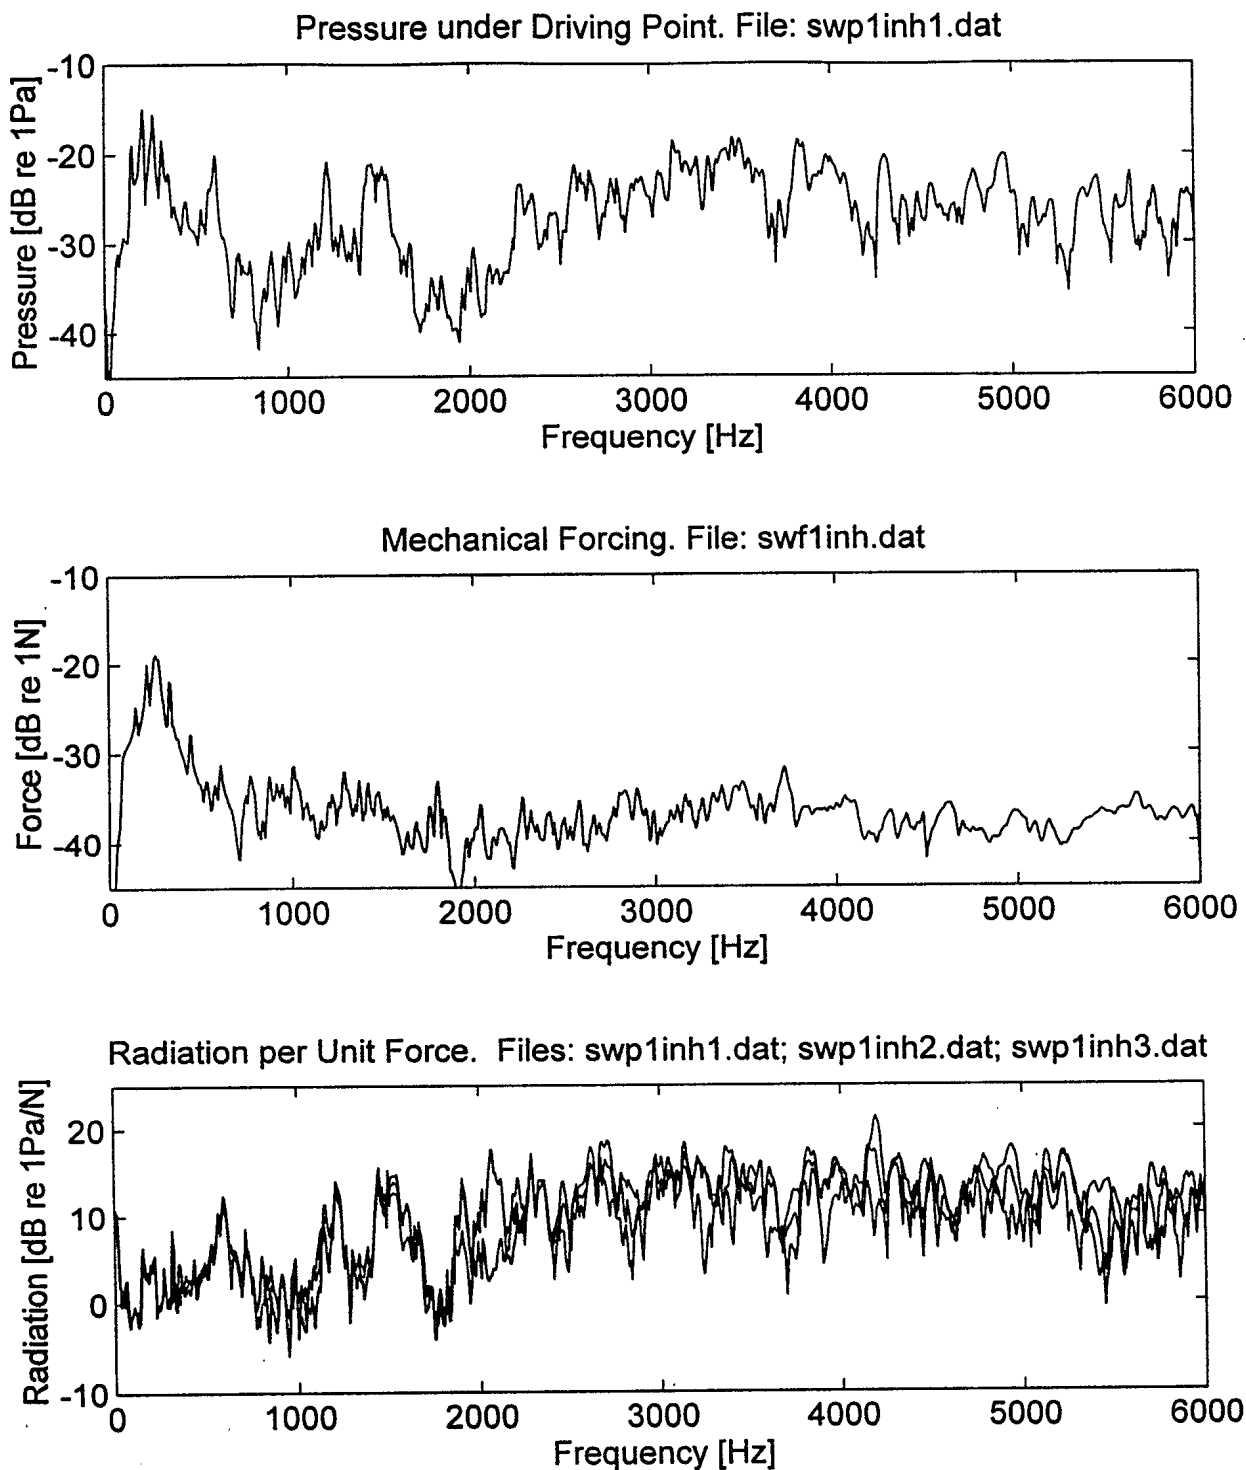 Pressure under Driving Point. File: swp1inh1.dat
Pressure [dB re 1Pa]
-10
-20
-30
-40
0 1000 2000 3000 4000 5000 6000
Frequency [Hz]
Mechanical Forcing. File: swf1inh.dat
Force [dB re 1N]
-10
-20
-30
-40
0 1000 2000 3000 4000 5000 6000
Frequency [Hz]
Radiation per Unit Force. Files: swp1inh1.dat; swp1inh2.dat; swp1inh3.dat
Radiation [dB re 1Pa/N]
20
10
0
-10
0 1000 2000 3000 4000 5000 6000
Frequency [Hz]